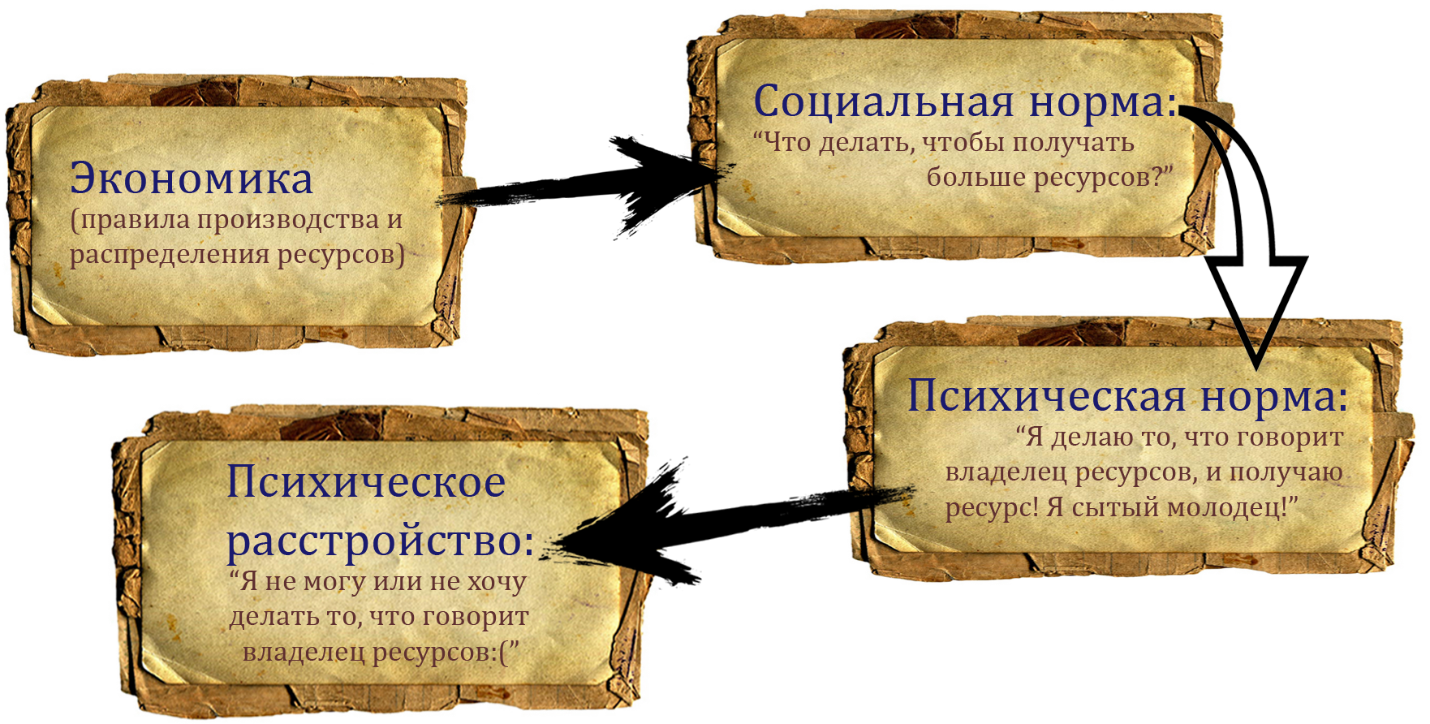 Экономика
(правила производства и
распределения ресурсов)
Социальная норма:
“Что делать, чтобы получать
больше ресурсов?”
Психическая норма:
“Я делаю то, что говорит
владелец ресурсов, и получаю
ресурс! Я сытый молодец!”
Психическое
расстройство:
“Я не могу или не хочу
делать то, что говорит
владелец ресурсов:(”